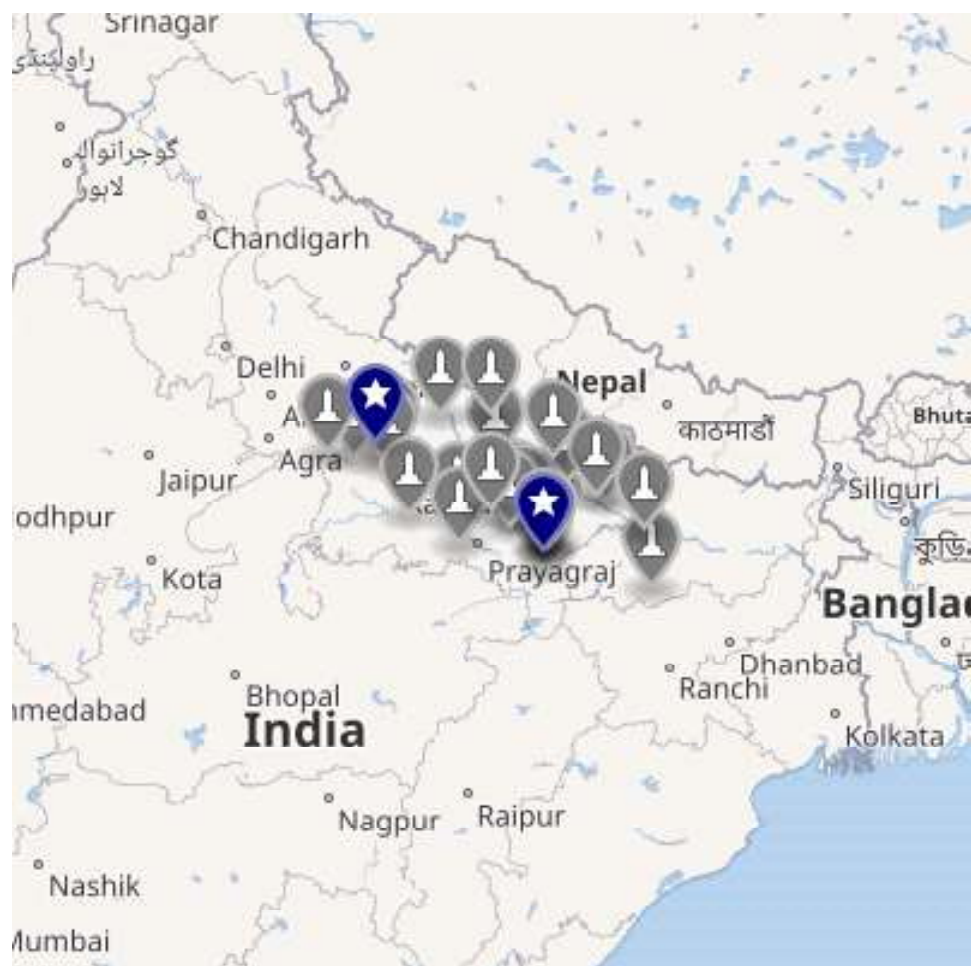 Srinagar
راولپنڈی
گوجرانوالہ
لاہور
Chandigarh
Delhi
Nepal
काठमाडौं
Agra
Jaipur
Siliguri
odhpur
Prayagraj
Kota
Banglad
Dhanbad
Ranchi
Bhopal
hmedabad
India
Kolkata
Nagpur
Raipur
Nashik
Mumbai
Bhuta